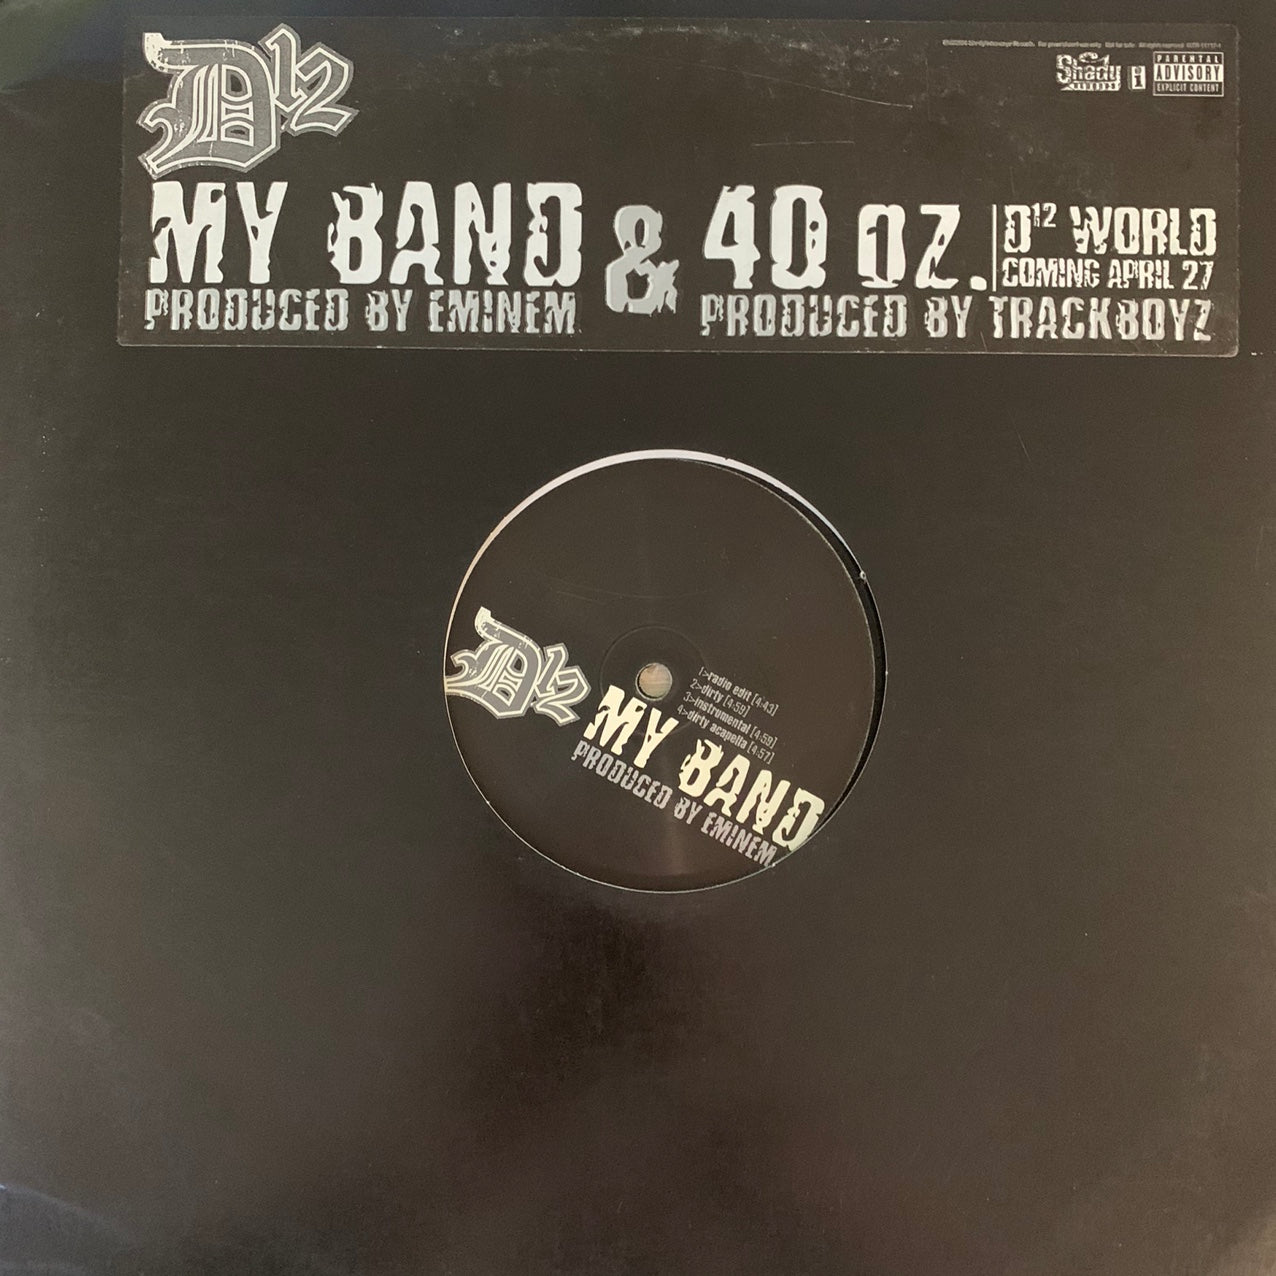 D12
Shady
RECORDS
i
PARENTAL
ADVISORY
EXPLICIT CONTENT
MY BAND & 40 OZ.
PRODUCED BY EMINEM
PRODUCED BY TRACKBOYZ
D12 WORLD
COMING APRIL 27
D12
1>radio edit [4:43]
2>dirty [4:59]
3>instrumental [4:59]
4>dirty acapella [4:57]
MY BAND
PRODUCED BY EMINEM